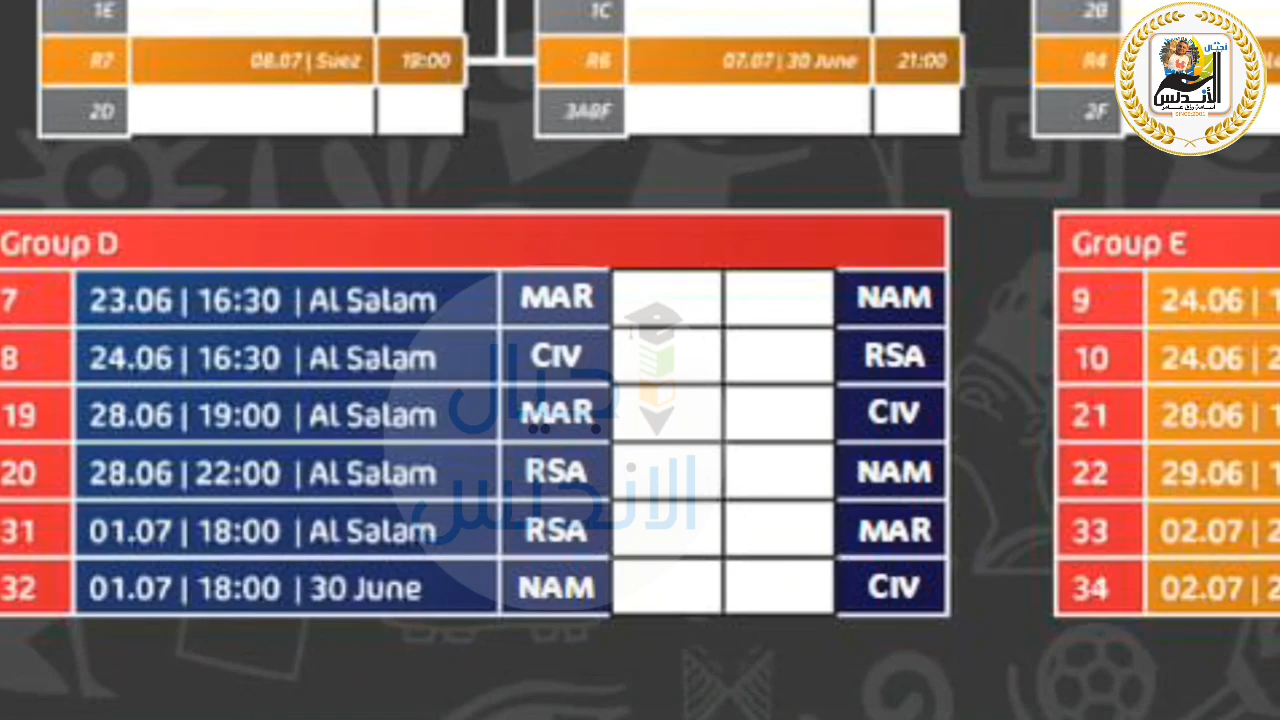 1E
1C
2B
R7 08.07 | Suez 19:00
R6 07.07 | 30 June 21:00
R4
2D
3ABF
2F
أجيال
الأندلس
SINCE:2001
Group D
7 23.06 | 16:30 | Al Salam MAR NAM
8 24.06 | 16:30 | Al Salam CIV RSA
19 28.06 | 19:00 | Al Salam MAR CIV
20 28.06 | 22:00 | Al Salam RSA NAM
31 01.07 | 18:00 | Al Salam RSA MAR
32 01.07 | 18:00 | 30 June NAM CIV
جيال
الاندلس
Group E
9 24.06 | 1
10 24.06 | 2
21 28.06 | 1
22 29.06 | 1
33 02.07 | 2
34 02.07 | 2